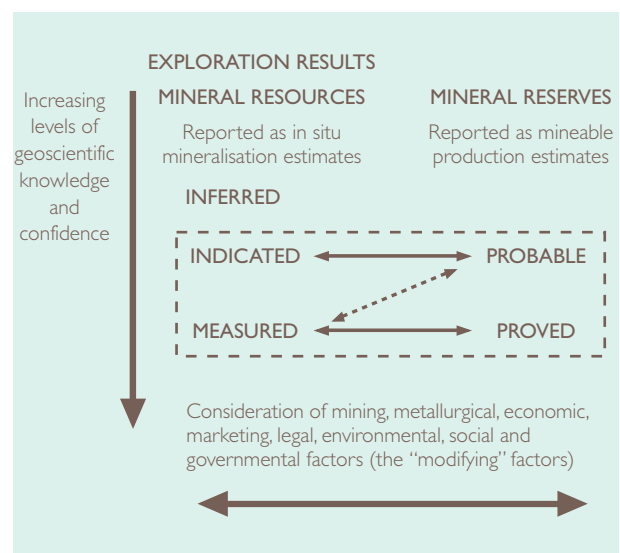 EXPLORATION RESULTS
Increasing
levels of
geoscientific
knowledge
and
confidence
MINERAL RESOURCES
Reported as in situ
mineralisation estimates
MINERAL RESERVES
Reported as mineable
production estimates
INFERRED
INDICATED
PROBABLE
MEASURED
PROVED
Consideration of mining, metallurgical, economic,
marketing, legal, environmental, social and
governmental factors (the “modifying” factors)